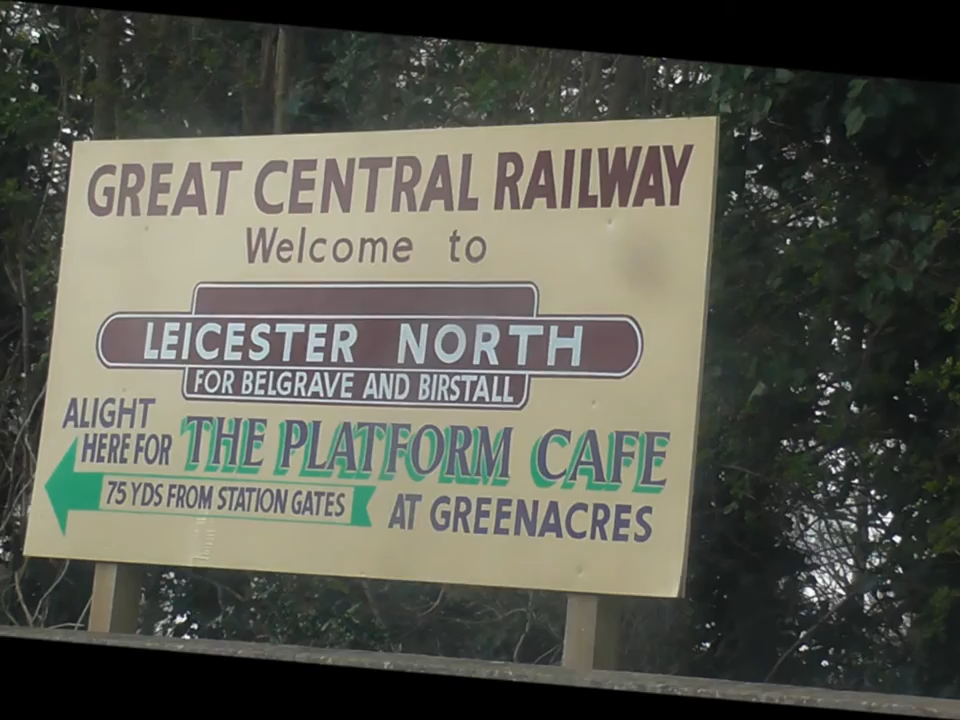 GREAT CENTRAL RAILWAY
Welcome to
LEICESTER NORTH
FOR BELGRAVE AND BIRSTALL
ALIGHT
HERE FOR THE PLATFORM CAFE
75 YDS FROM STATION GATES AT GREENACRES